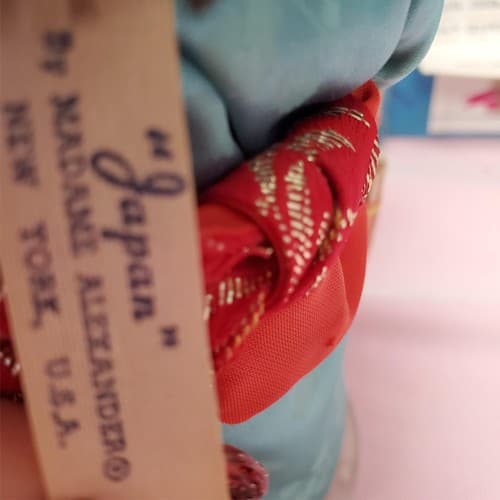 "Japan"
By MADAME ALEXANDER®
NEW YORK, U.S.A.